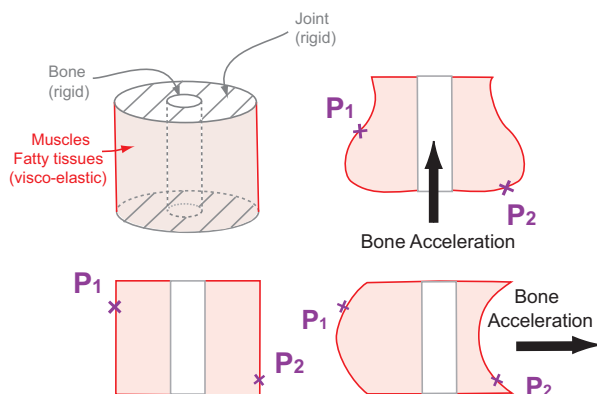 Joint
(rigid)
Bone
(rigid)
Muscles
Fatty tissues
(visco-elastic)
P1
P2
Bone Acceleration
P1
P2
P1
Bone
Acceleration
P2